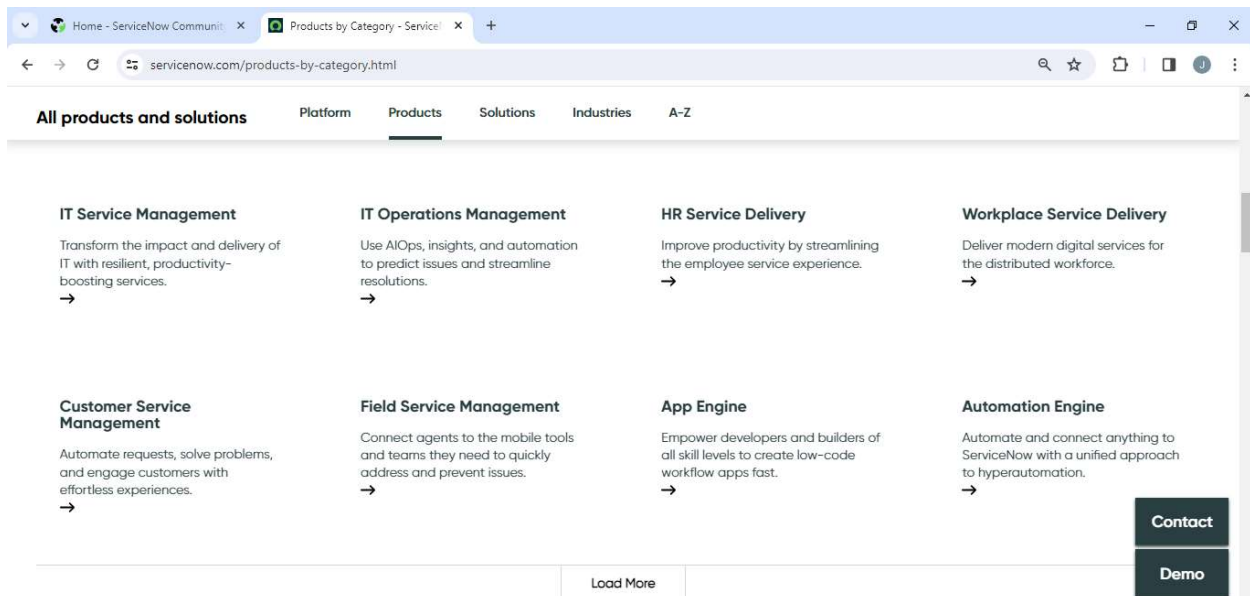 Home - ServiceNow Communit
Products by Category - Service
servicenow.com/products-by-category.html
J
All products and solutions
Platform
Products
Solutions
Industries
A-Z
IT Service Management
Transform the impact and delivery of
IT with resilient, productivity-
boosting services.
IT Operations Management
Use AIOps, insights, and automation
to predict issues and streamline
resolutions.
HR Service Delivery
Improve productivity by streamlining
the employee service experience.
Workplace Service Delivery
Deliver modern digital services for
the distributed workforce.
Customer Service
Management
Automate requests, solve problems,
and engage customers with
effortless experiences.
Field Service Management
Connect agents to the mobile tools
and teams they need to quickly
address and prevent issues.
App Engine
Empower developers and builders of
all skill levels to create low-code
workflow apps fast.
Automation Engine
Automate and connect anything to
ServiceNow with a unified approach
to hyperautomation.
Contact
Demo
Load More